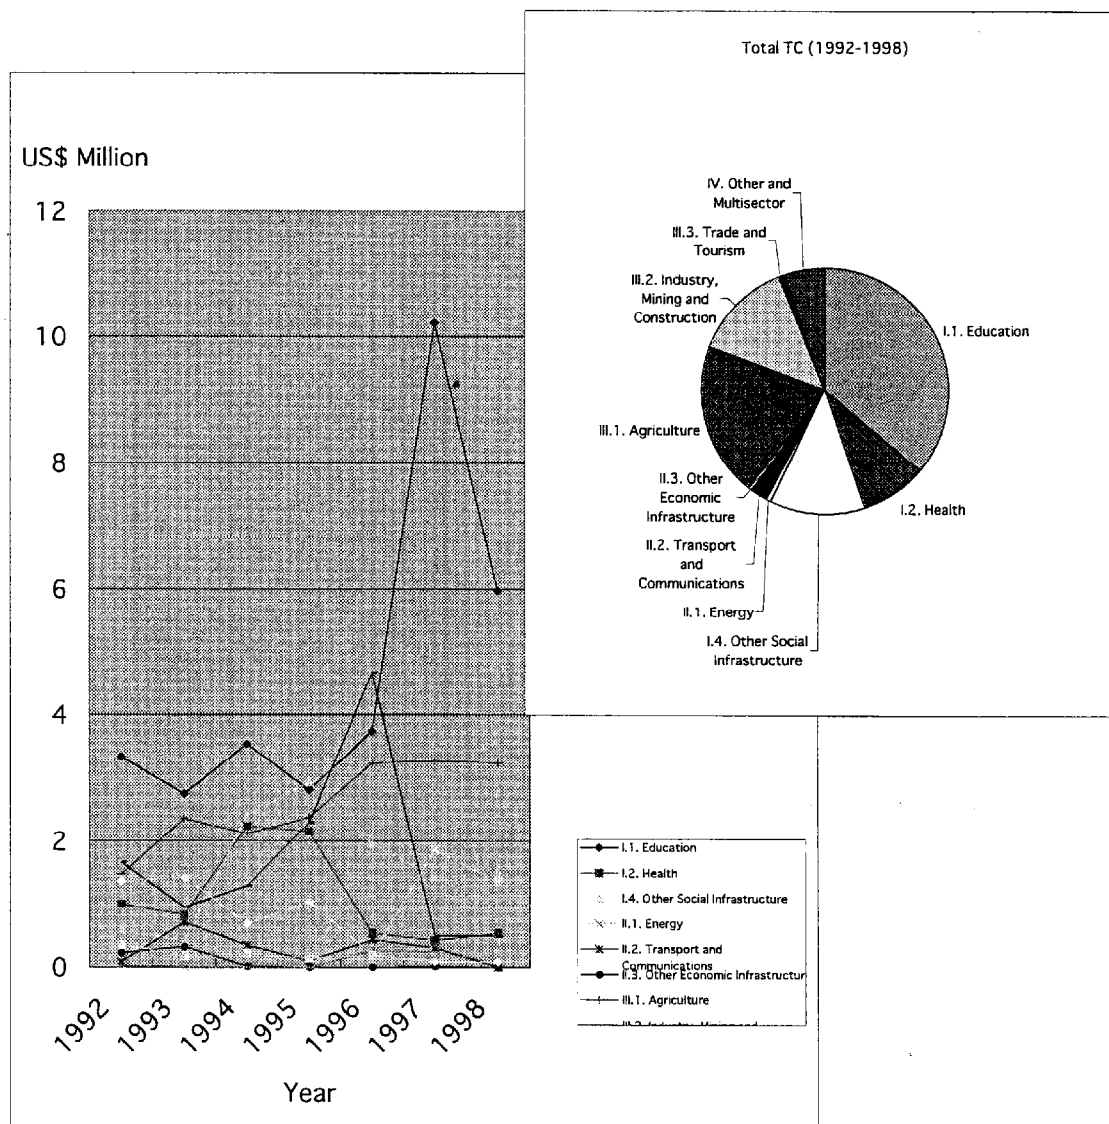 Total TC (1992-1998)
IV. Other and
Multisector
III.3. Trade and
Tourism
III.2. Industry,
Mining and
Construction
I.1. Education
III.1. Agriculture
II.3. Other
Economic
Infrastructure
I.2. Health
II.2. Transport
and
Communications
II.1. Energy
I.4. Other Social
Infrastructure
US$ Million
12
10
8
6
4
2
0
1992
1993
1994
1995
1996
1997
1998
Year
I.1. Education
I.2. Health
I.4. Other Social Infrastructure
II.1. Energy
II.2. Transport and
Communications
II.3. Other Economic Infrastructur
III.1. Agriculture